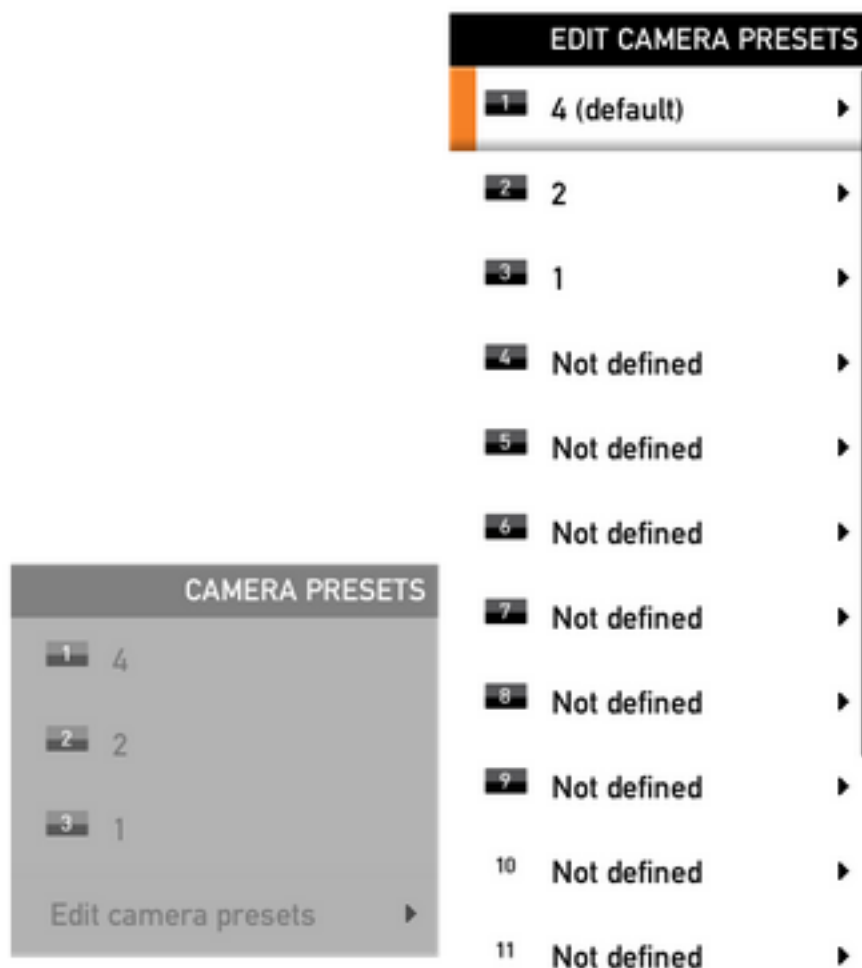 EDIT CAMERA PRESETS
1 4 (default)
2 2
3 1
4 Not defined
5 Not defined
6 Not defined
7 Not defined
8 Not defined
9 Not defined
10 Not defined
11 Not defined
CAMERA PRESETS
1 4
2 2
3 1
Edit camera presets